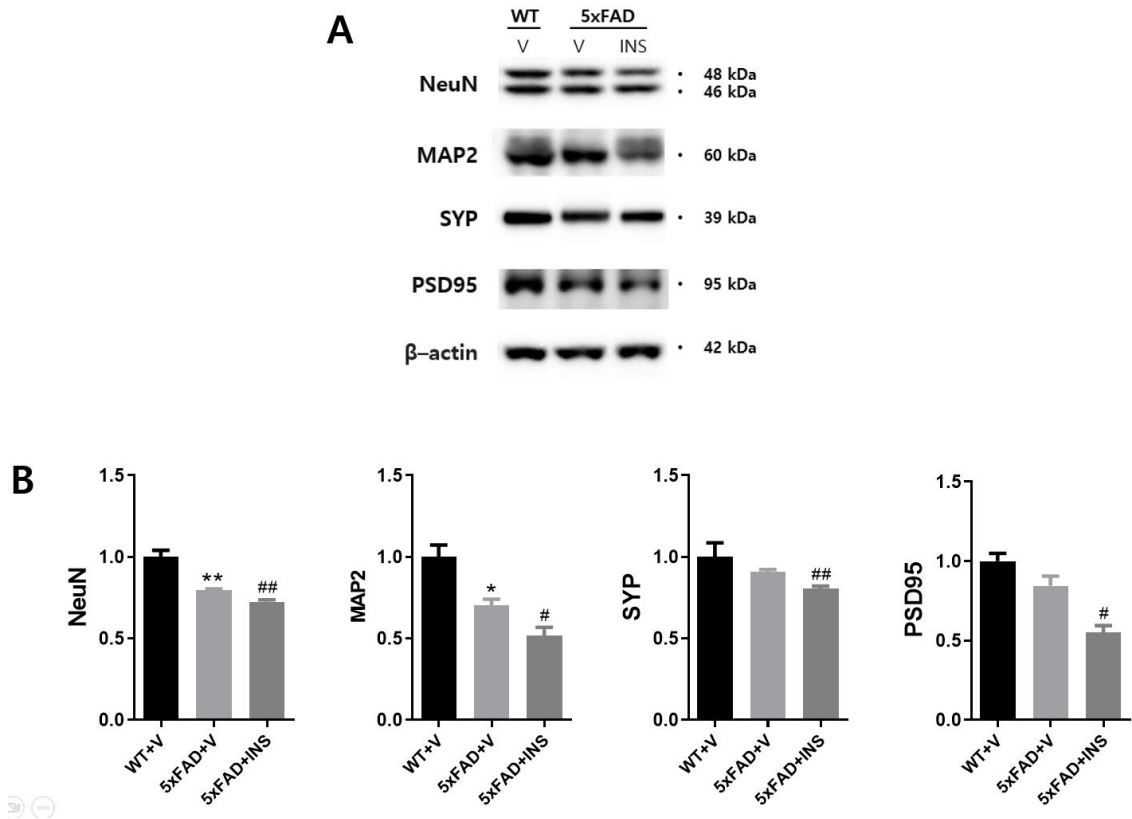 A
WT 5xFAD
V V INS
NeuN
48 kDa
46 kDa
MAP2 60 kDa
SYP 39 kDa
PSD95 95 kDa
β–actin 42 kDa
B
NeuN
1.5
1.0
0.5
0.0
**
##
WT+V
5xFAD+V
5xFAD+INS
MAP2
1.5
1.0
0.5
0.0
*
#
WT+V
5xFAD+V
5xFAD+INS
SYP
1.5
1.0
0.5
0.0
##
WT+V
5xFAD+V
5xFAD+INS
PSD95
1.5
1.0
0.5
0.0
#
WT+V
5xFAD+V
5xFAD+INS